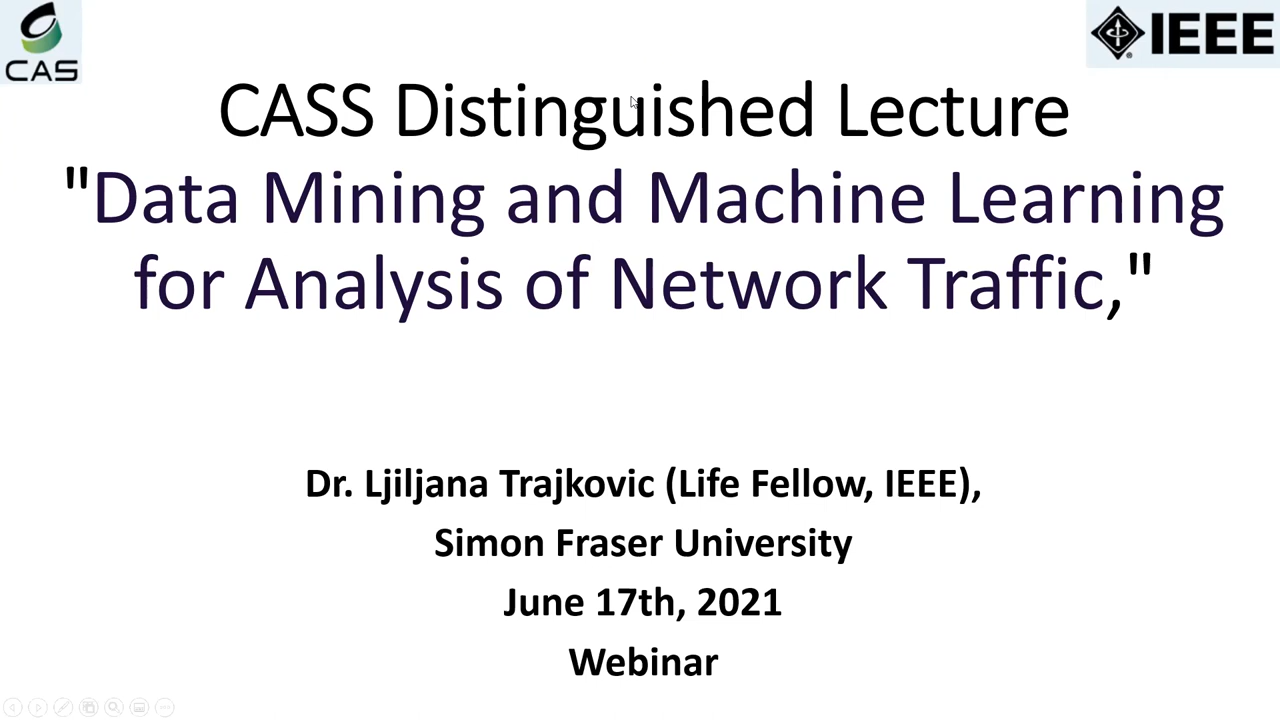 CAS
IEEE
CASS Distinguished Lecture
"Data Mining and Machine Learning
for Analysis of Network Traffic,"
Dr. Ljiljana Trajkovic (Life Fellow, IEEE),
Simon Fraser University
June 17th, 2021
Webinar